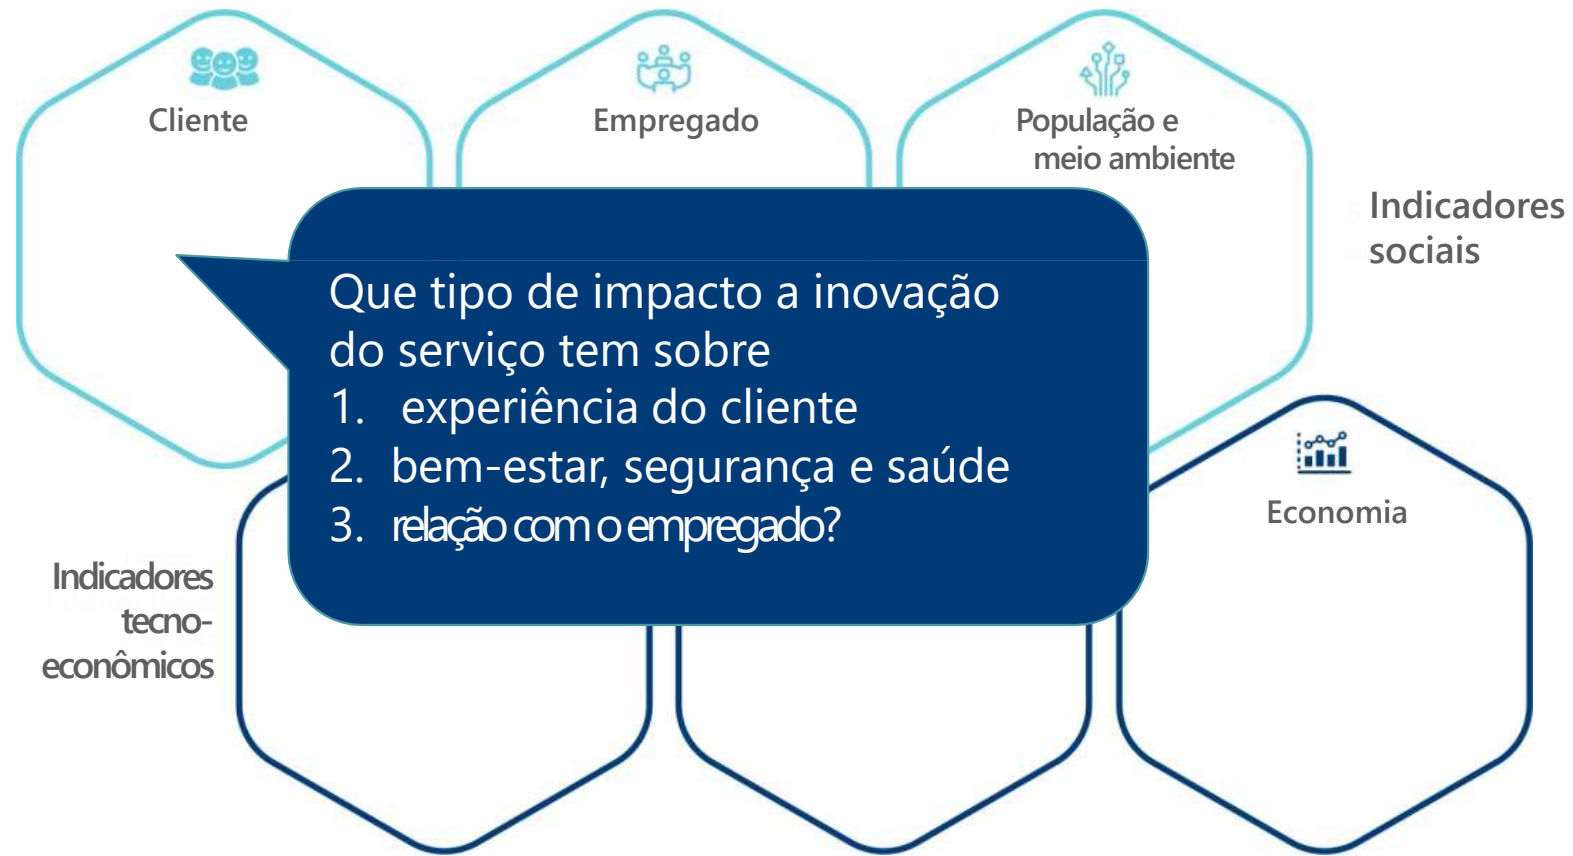 Cliente
Empregado
População e
meio ambiente
Indicadores
sociais
Que tipo de impacto a inovação
do serviço tem sobre
1. experiência do cliente
2. bem-estar, segurança e saúde
3. relação com o empregado?
Economia
Indicadores
tecno-
econômicos